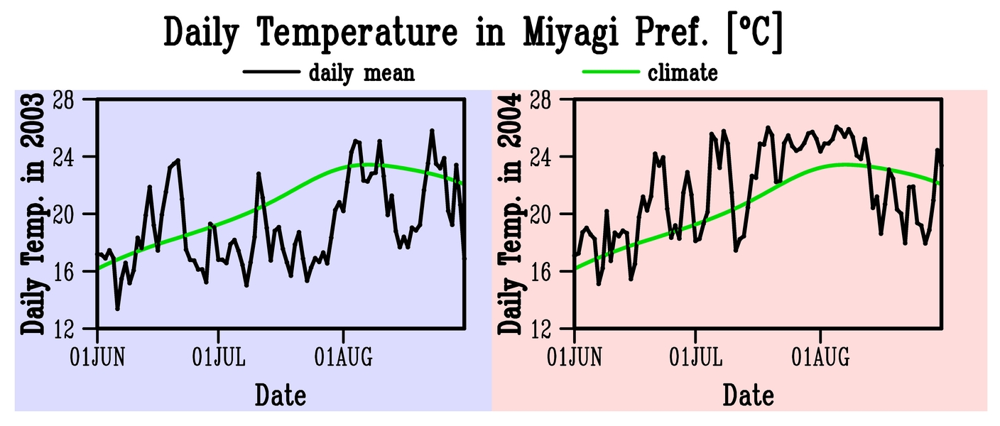 Daily Temperature in Miyagi Pref. [°C]
daily mean
climate
Daily Temp. in 2003
28
24
20
16
12
01JUN
01JUL
01AUG
Date
Daily Temp. in 2004
28
24
20
16
12
01JUN
01JUL
01AUG
Date